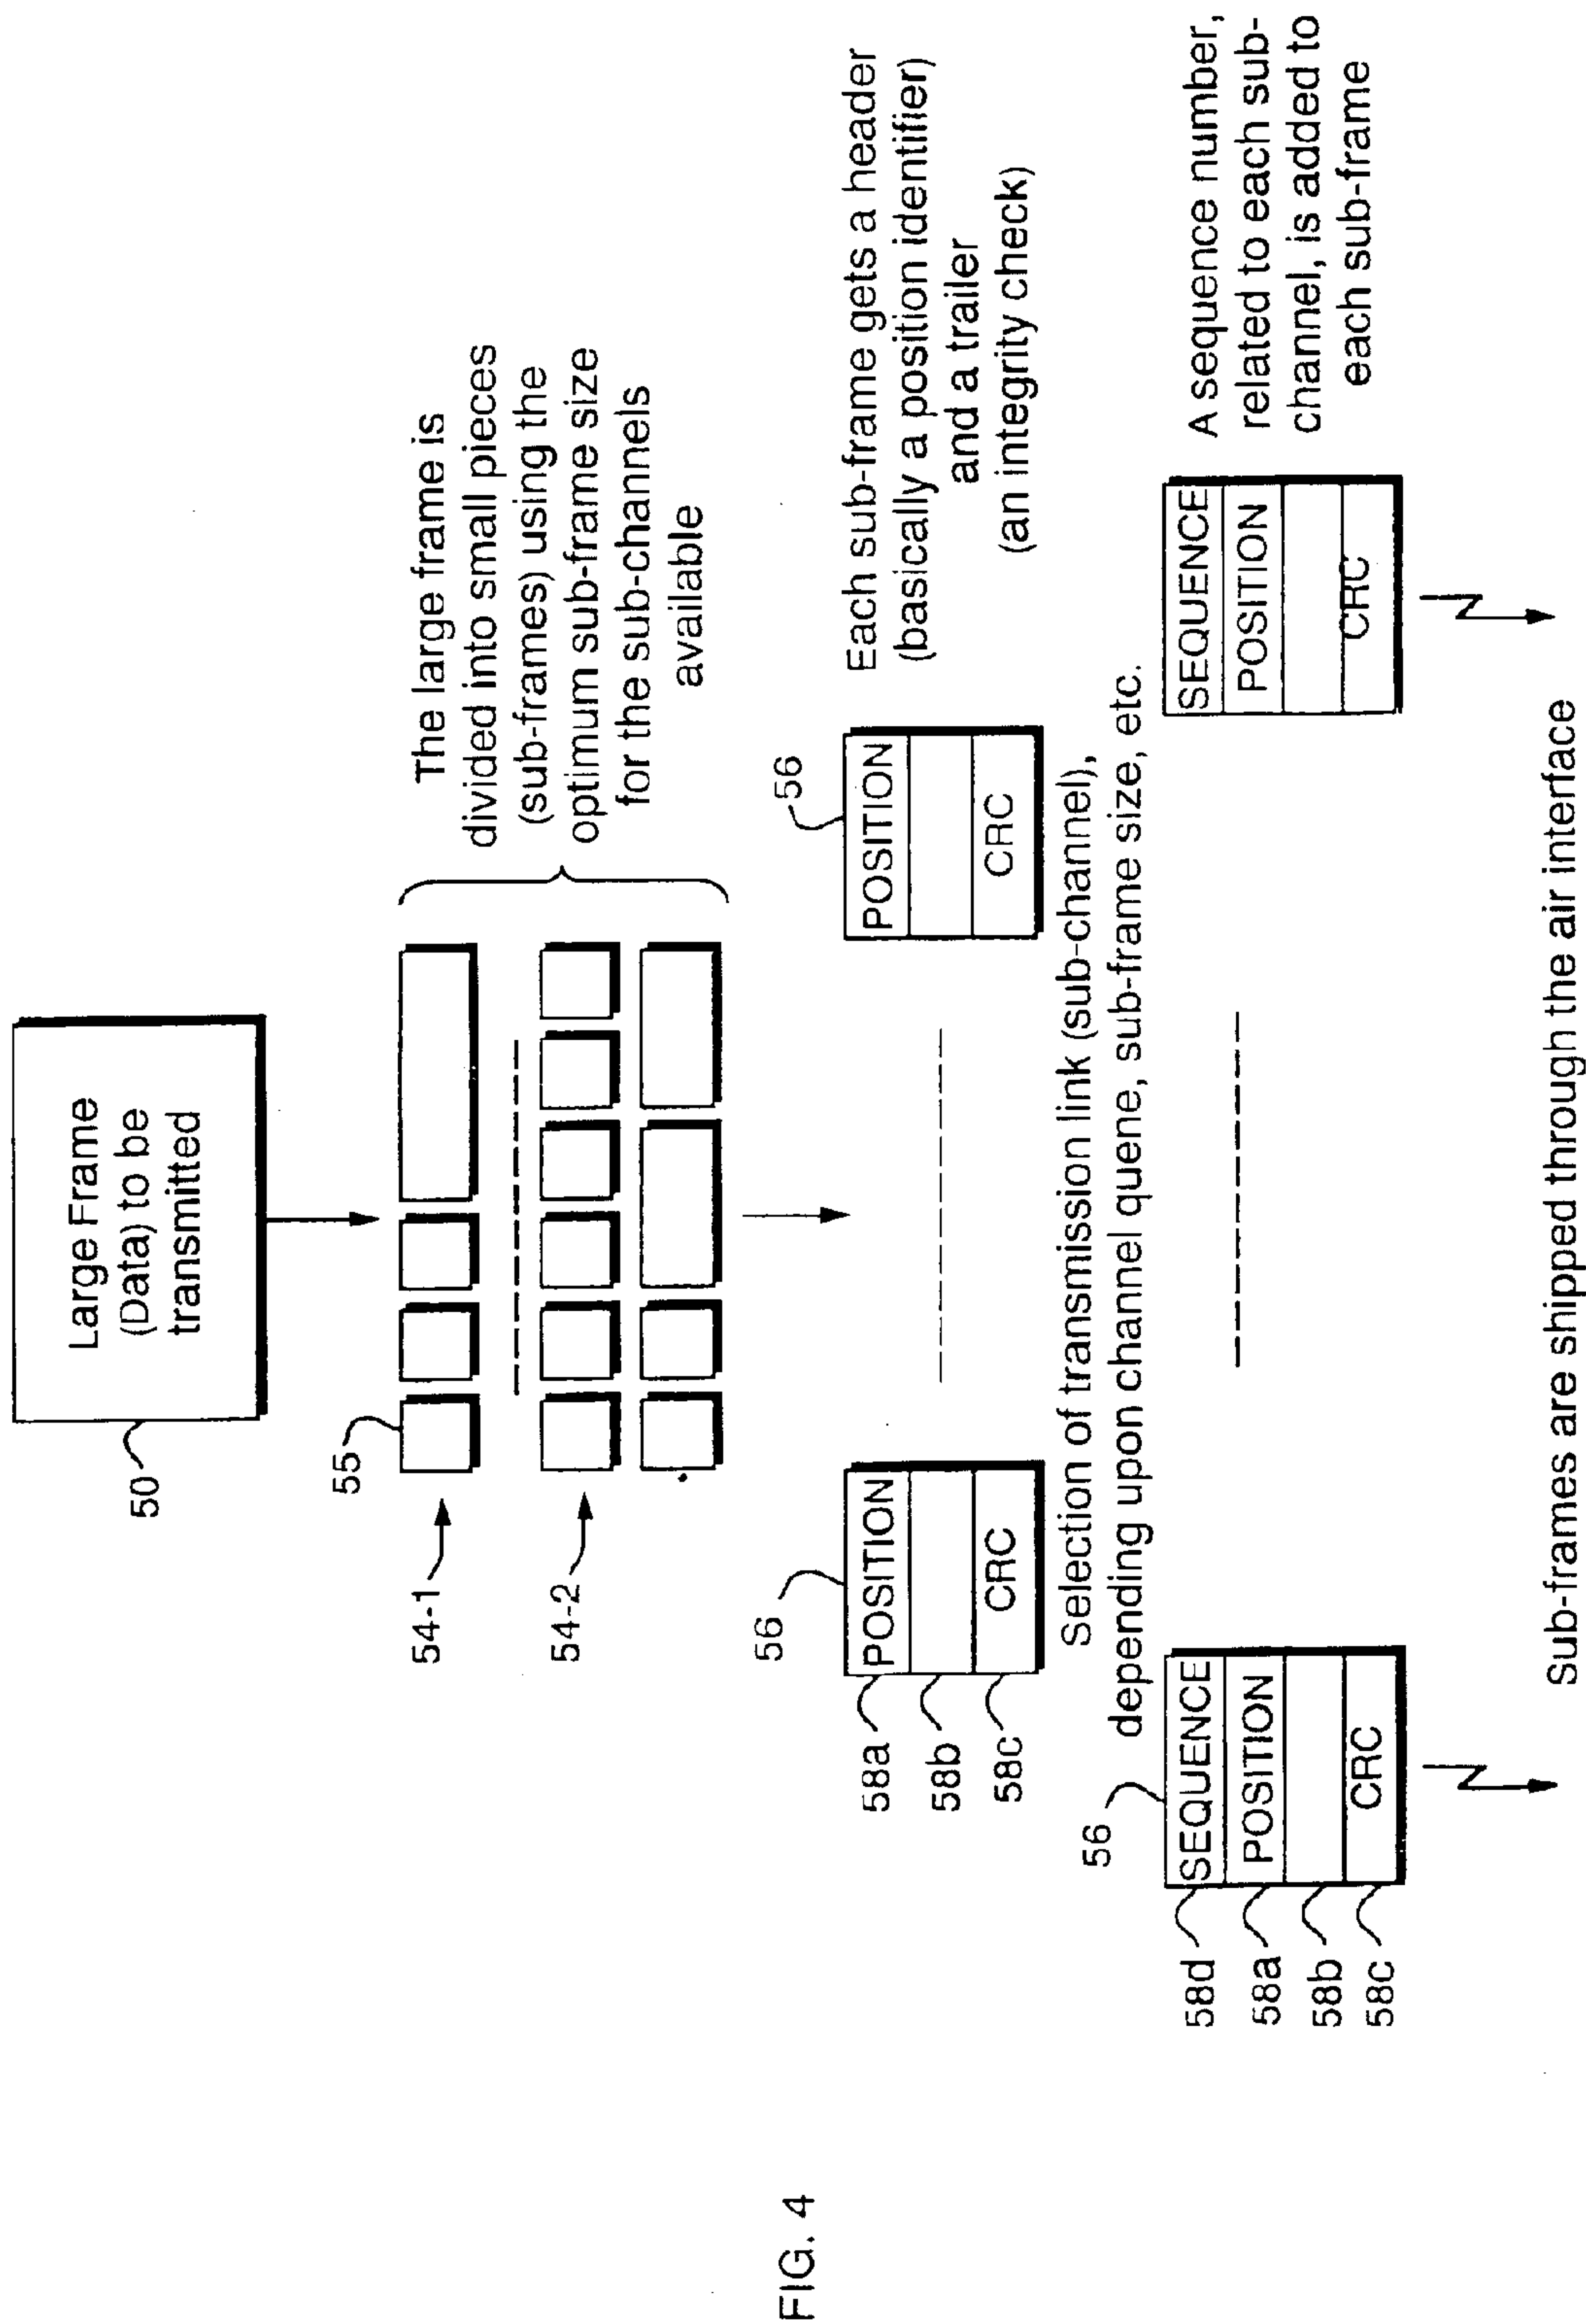 50
Large Frame
(Data) to be
transmitted
55
54-1
54-2
The large frame is
divided into small pieces
(sub-frames) using the
optimum sub-frame size
for the sub-channels
available
56
58a
58b
58c
POSITION
CRC
56
POSITION
CRC
Each sub-frame gets a header
(basically a position identifier)
and a trailer
(an integrity check)
Selection of transmission link (sub-channel),
depending upon channel quene, sub-frame size, etc.
56
58d
58a
58b
58c
SEQUENCE
POSITION
CRC
SEQUENCE
POSITION
CRC
A sequence number,
related to each sub-
channel, is added to
each sub-frame
Sub-frames are shipped through the air interface
FIG. 4